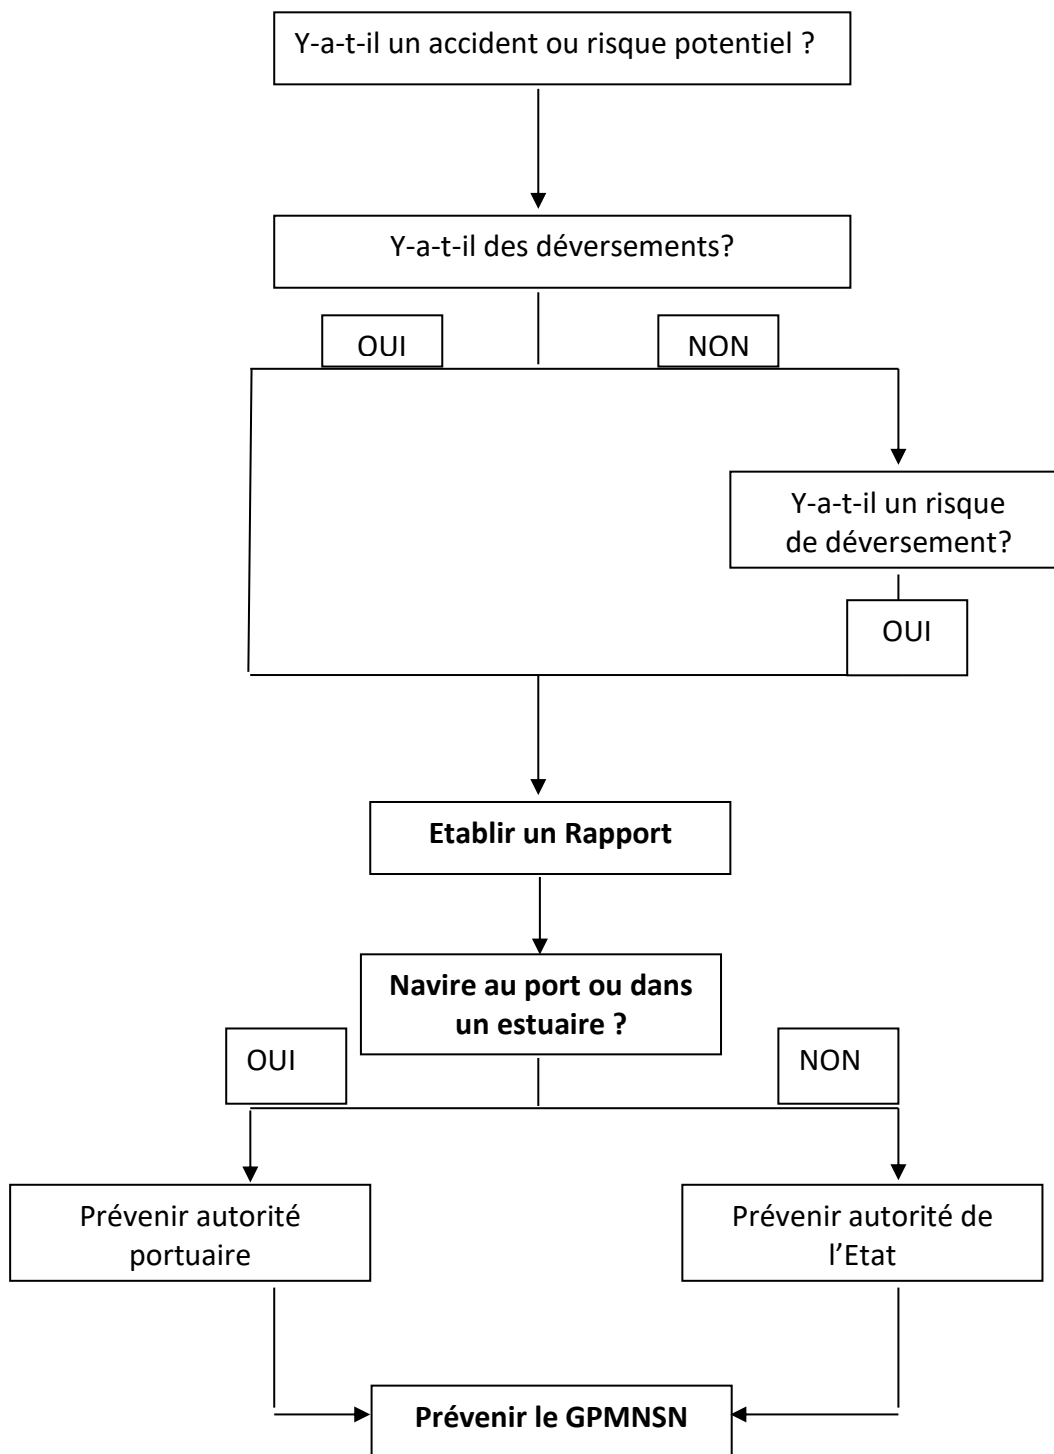 Y-a-t-il un accident ou risque potentiel ?
Y-a-t-il des déversements?
OUI
NON
Y-a-t-il un risque
de déversement?
OUI
Etablir un Rapport
Navire au port ou dans
un estuaire ?
OUI
NON
Prévenir autorité
portuaire
Prévenir autorité de
l’Etat
Prévenir le GPMNSN